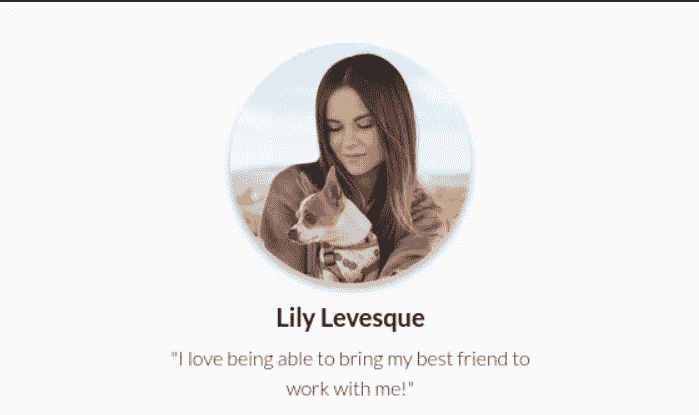 Lily Levesque
"I love being able to bring my best friend to
work with me!"